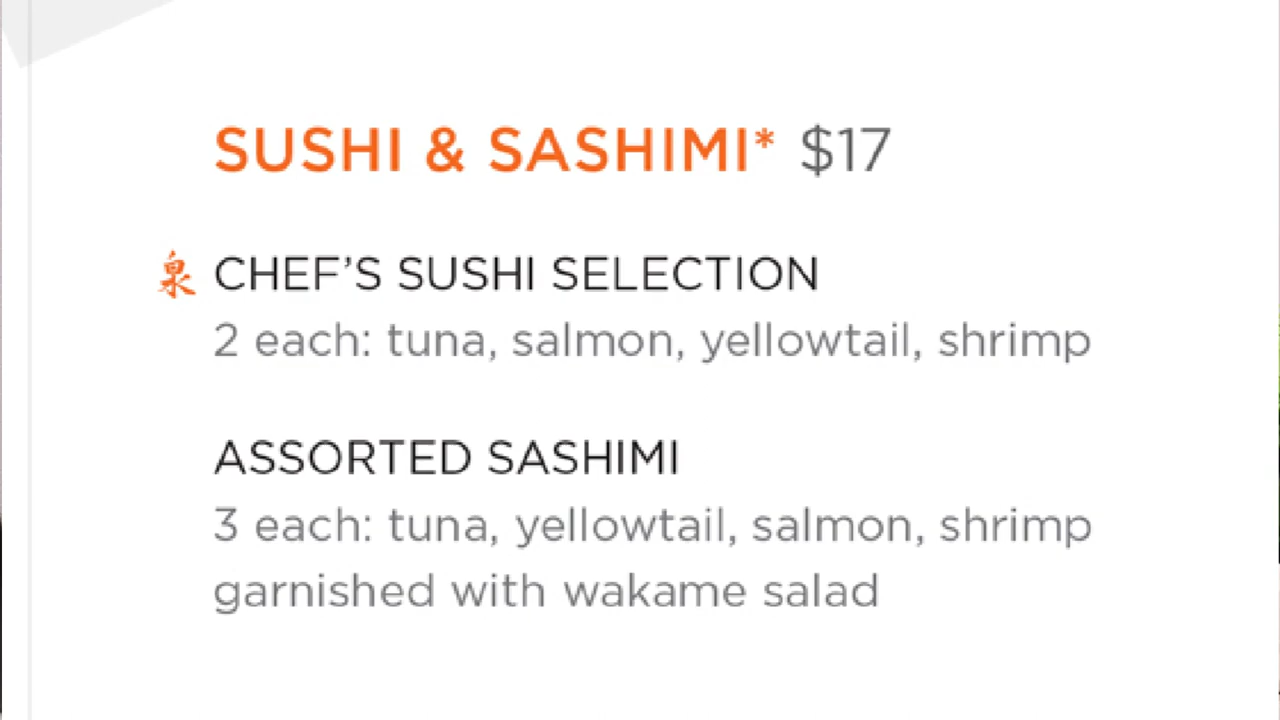 SUSHI & SASHIMI* $17
泉 CHEF'S SUSHI SELECTION
2 each: tuna, salmon, yellowtail, shrimp
ASSORTED SASHIMI
3 each: tuna, yellowtail, salmon, shrimp
garnished with wakame salad